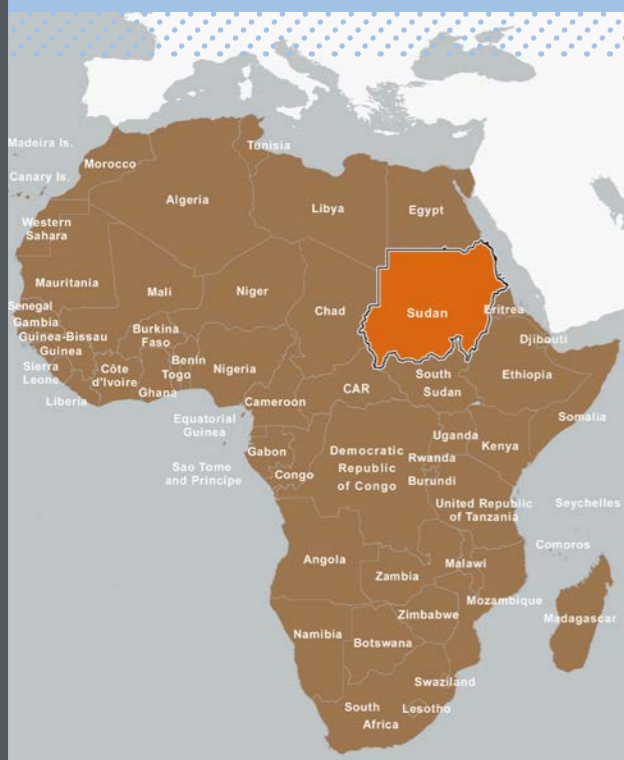 Madeira Is.
Tunisia
Morocco
Canary Is.
Algeria
Libya
Egypt
Western
Sahara
Mauritania
Mali
Niger
Chad
Sudan
Eritrea
Senegal
Gambia
Guinea-Bissau
Guinea
Burkina
Faso
Djibouti
Sierra
Leone
Côte
d'Ivoire
Benin
Togo
Nigeria
Ethiopia
South
Sudan
CAR
Liberia
Ghana
Cameroon
Somalia
Equatorial
Guinea
Uganda
Kenya
Gabon
Democratic
Republic
of Congo
Rwanda
Congo
Burundi
Sao Tome
and Principe
United Republic
of Tanzania
Seychelles
Comoros
Angola
Malawi
Zambia
Mozambique
Zimbabwe
Madagascar
Namibia
Botswana
Swaziland
South
Africa
Lesotho